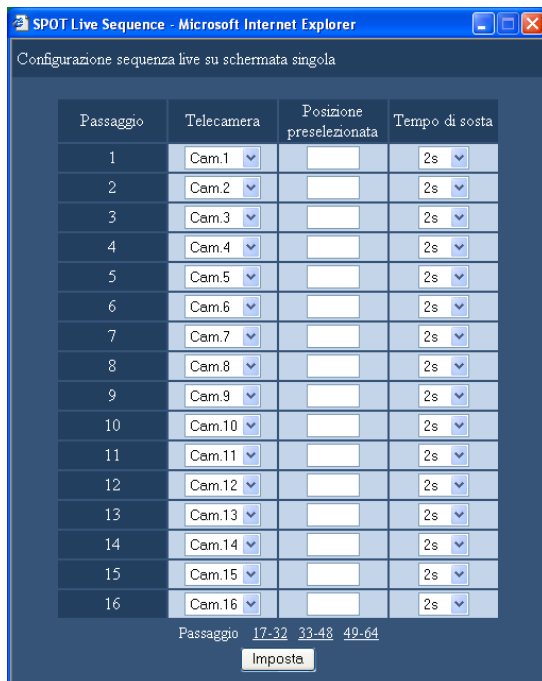 SPOT Live Sequence - Microsoft Internet Explorer
Configurazione sequenza live su schermata singola
Passaggio Telecamera Posizione preselezionata Tempo di sosta
1 Cam.1 2s
2 Cam.2 2s
3 Cam.3 2s
4 Cam.4 2s
5 Cam.5 2s
6 Cam.6 2s
7 Cam.7 2s
8 Cam.8 2s
9 Cam.9 2s
10 Cam.10 2s
11 Cam.11 2s
12 Cam.12 2s
13 Cam.13 2s
14 Cam.14 2s
15 Cam.15 2s
16 Cam.16 2s
Passaggio 17-32 33-48 49-64
Imposta